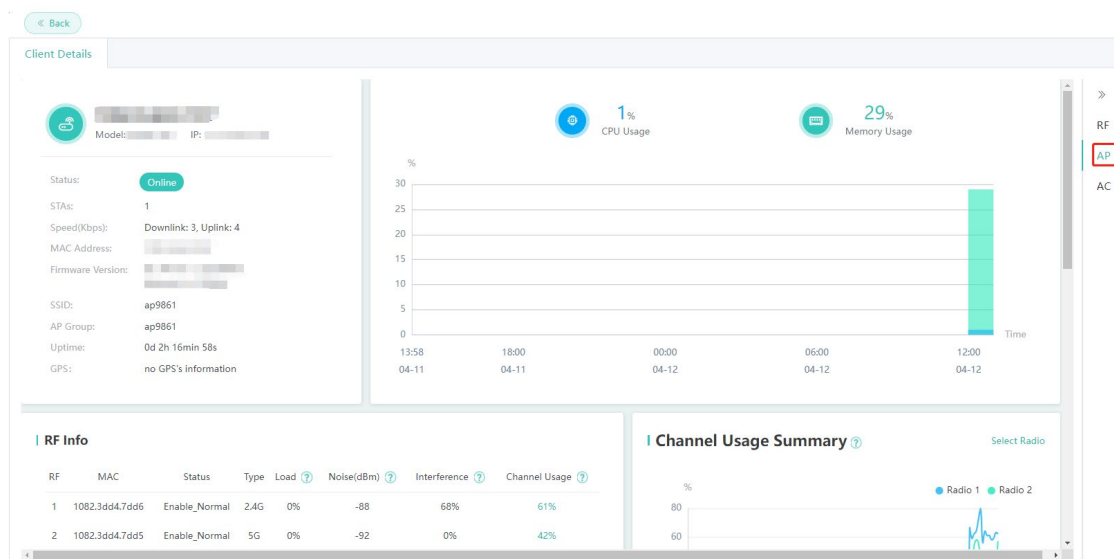 « Back
Client Details
Model: IP:
Status: Online
STAs: 1
Speed(Kbps): Downlink: 3, Uplink: 4
MAC Address:
Firmware Version:
SSID: ap9861
AP Group: ap9861
Uptime: 0d 2h 16min 58s
GPS: no GPS's information
1%
CPU Usage
29%
Memory Usage
%
30
25
20
15
10
5
0
Time
13:58 18:00 00:00 06:00 12:00
04-11 04-11 04-12 04-12 04-12
»
RF
AP
AC
RF Info
RF MAC Status Type Load ? Noise(dBm) ? Interference ? Channel Usage ?
1 1082.3dd4.7dd6 Enable_Normal 2.4G 0% -88 68% 61%
2 1082.3dd4.7dd5 Enable_Normal 5G 0% -92 0% 42%
Channel Usage Summary ? Select Radio
%
Radio 1 Radio 2
80
60